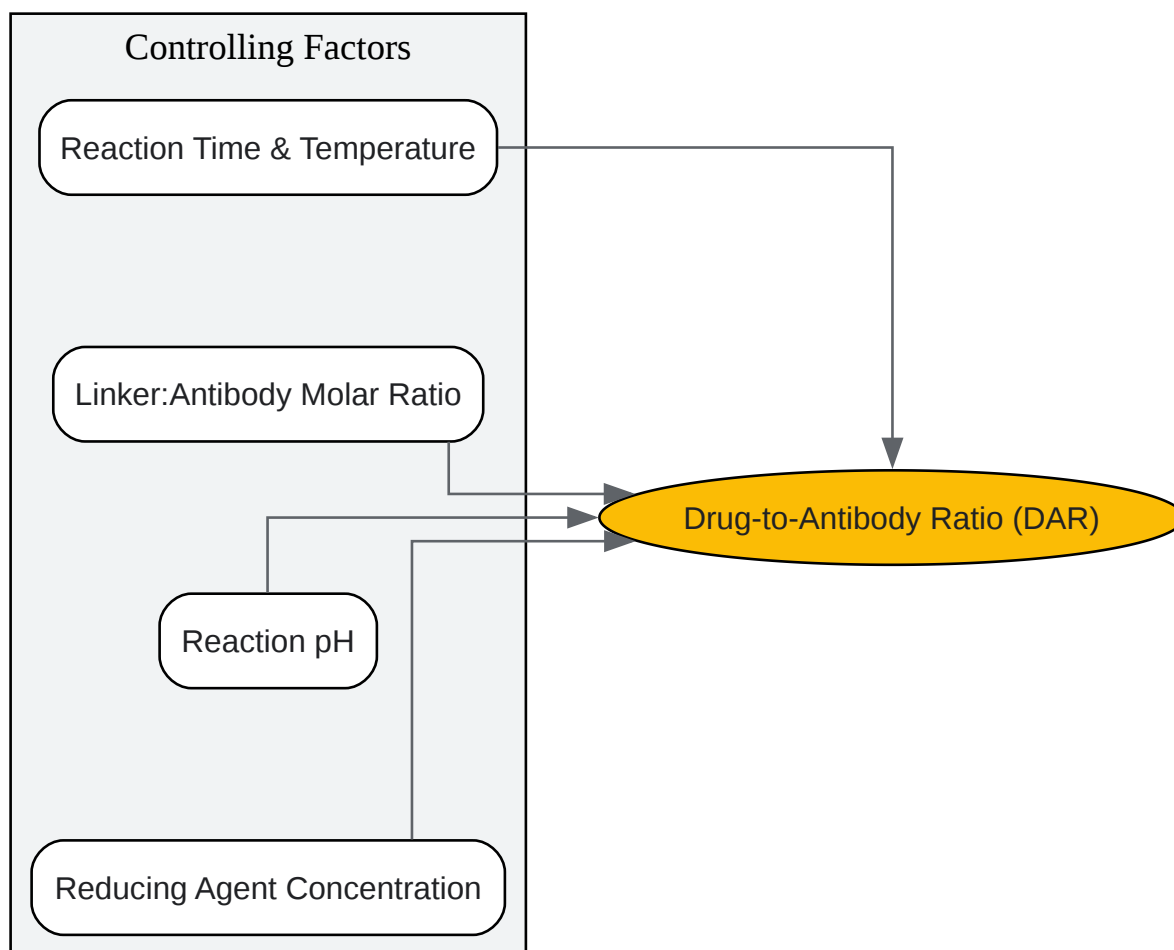 Controlling Factors
Reaction Time & Temperature
Linker:Antibody Molar Ratio
Drug-to-Antibody Ratio (DAR)
Reaction pH
Reducing Agent Concentration